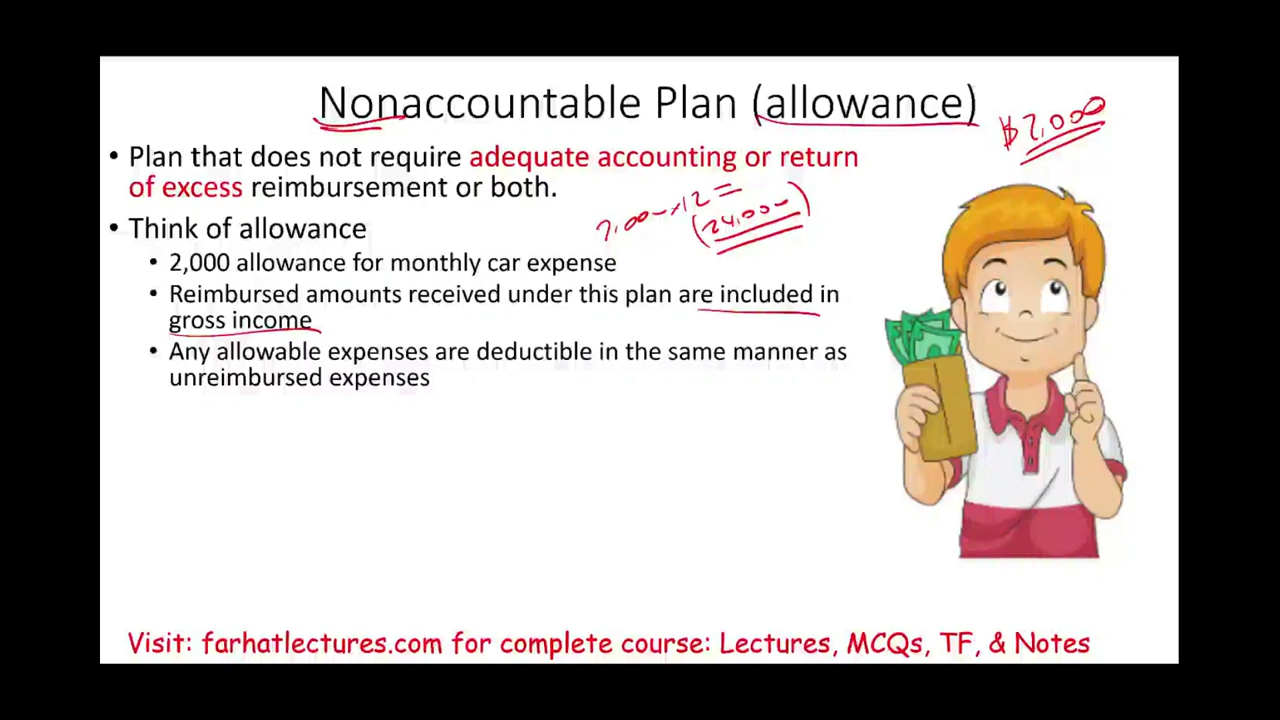 Nonaccountable Plan (allowance)
$2,000
• Plan that does not require adequate accounting or return
of excess reimbursement or both.
2,000 x 12 =
(24,000)
• Think of allowance
• 2,000 allowance for monthly car expense
• Reimbursed amounts received under this plan are included in
gross income
• Any allowable expenses are deductible in the same manner as
unreimbursed expenses
Visit: farhatlectures.com for complete course: Lectures, MCQs, TF, & Notes